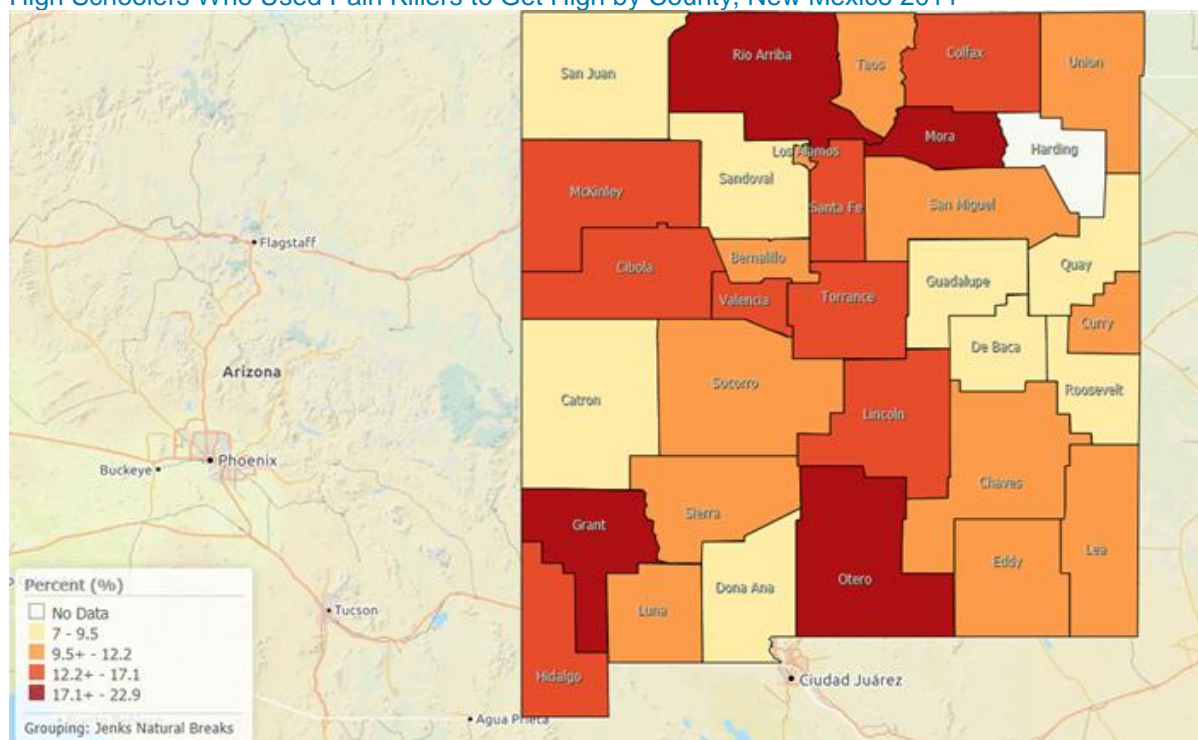 High Schoolers Who Used Pain Killers to Get High by County, New Mexico 2011
San Juan
Rio Arriba
Taos
Colfax
Union
Mora
Harding
Los Alamos
McKinley
Sandoval
Santa Fe
San Miguel
Flagstaff
Cibola
Bernalillo
Guadalupe
Quay
Valencia
Torrance
Curry
De Baca
Arizona
Socorro
Roosevelt
Catron
Lincoln
Phoenix
Buckeye
Chaves
Sierra
Grant
Lea
Eddy
Otero
Dona Ana
Luna
Tucson
Hidalgo
Ciudad Juárez
Agua Prieta
Percent (%)
No Data
7 - 9.5
9.5+ - 12.2
12.2+ - 17.1
17.1+ - 22.9
Grouping: Jenks Natural Breaks